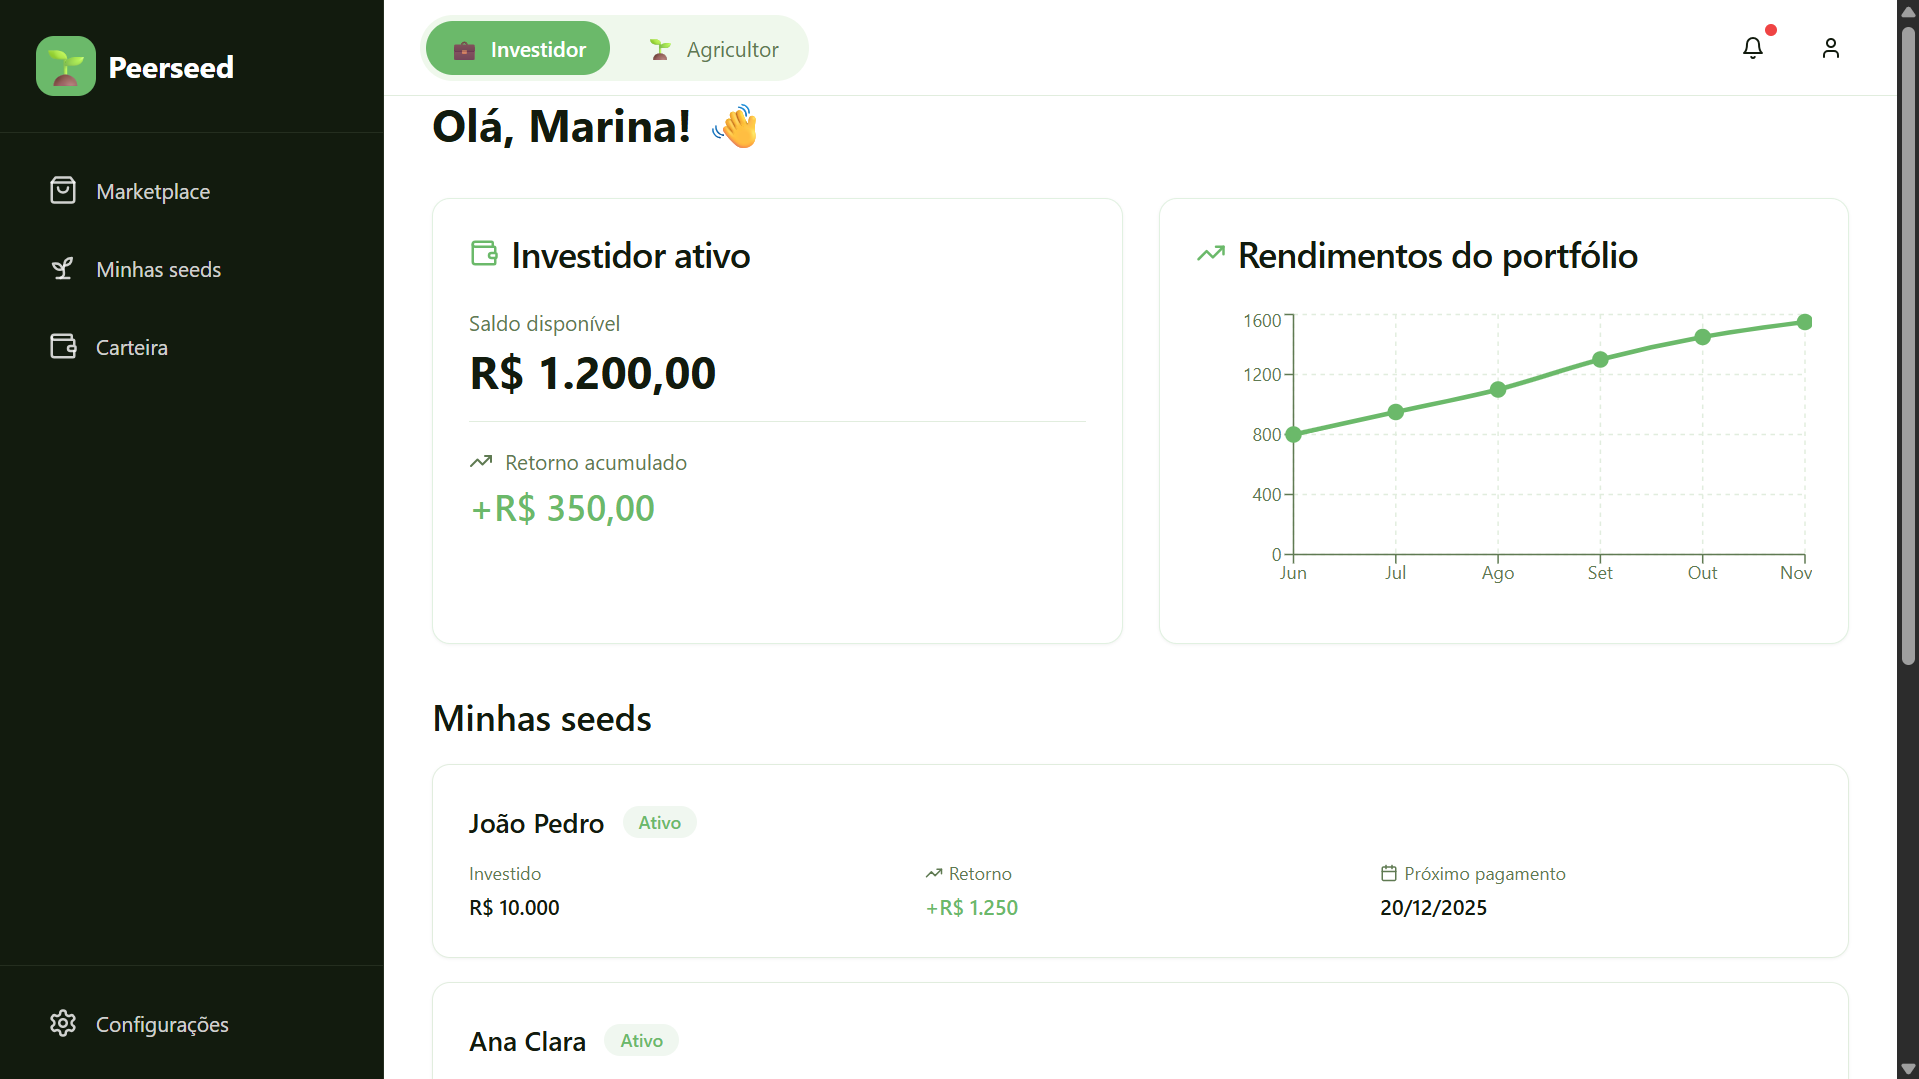 Peerseed
Marketplace
Minhas seeds
Carteira
Configurações
Investidor
Agricultor
Olá, Marina! 👋
Investidor ativo
Saldo disponível
R$ 1.200,00
Retorno acumulado
+R$ 350,00
Rendimentos do portfólio
1600
1200
800
400
0
Jun Jul Ago Set Out Nov
Minhas seeds
João Pedro Ativo
Investido Retorno Próximo pagamento
R$ 10.000 +R$ 1.250 20/12/2025
Ana Clara Ativo